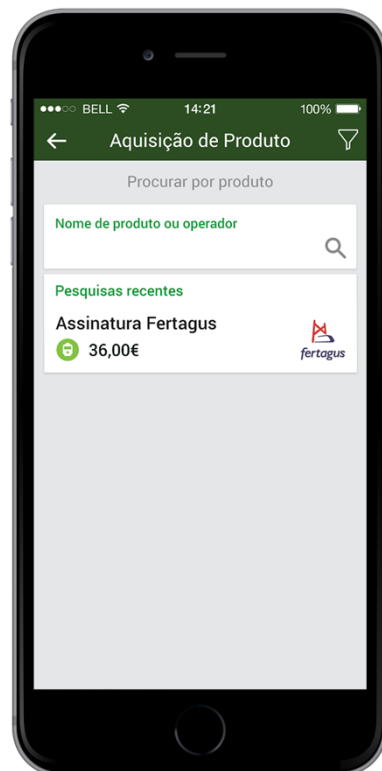 BELL 14:21 100%
Aquisição de Produto
Procurar por produto
Nome de produto ou operador
Pesquisas recentes
Assinatura Fertagus
36,00€
fertagus